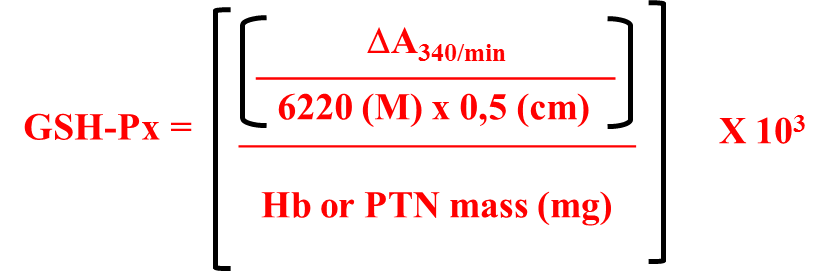 ΔA340/min
6220 (M) x 0,5 (cm)
GSH-Px = X 10³
Hb or PTN mass (mg)